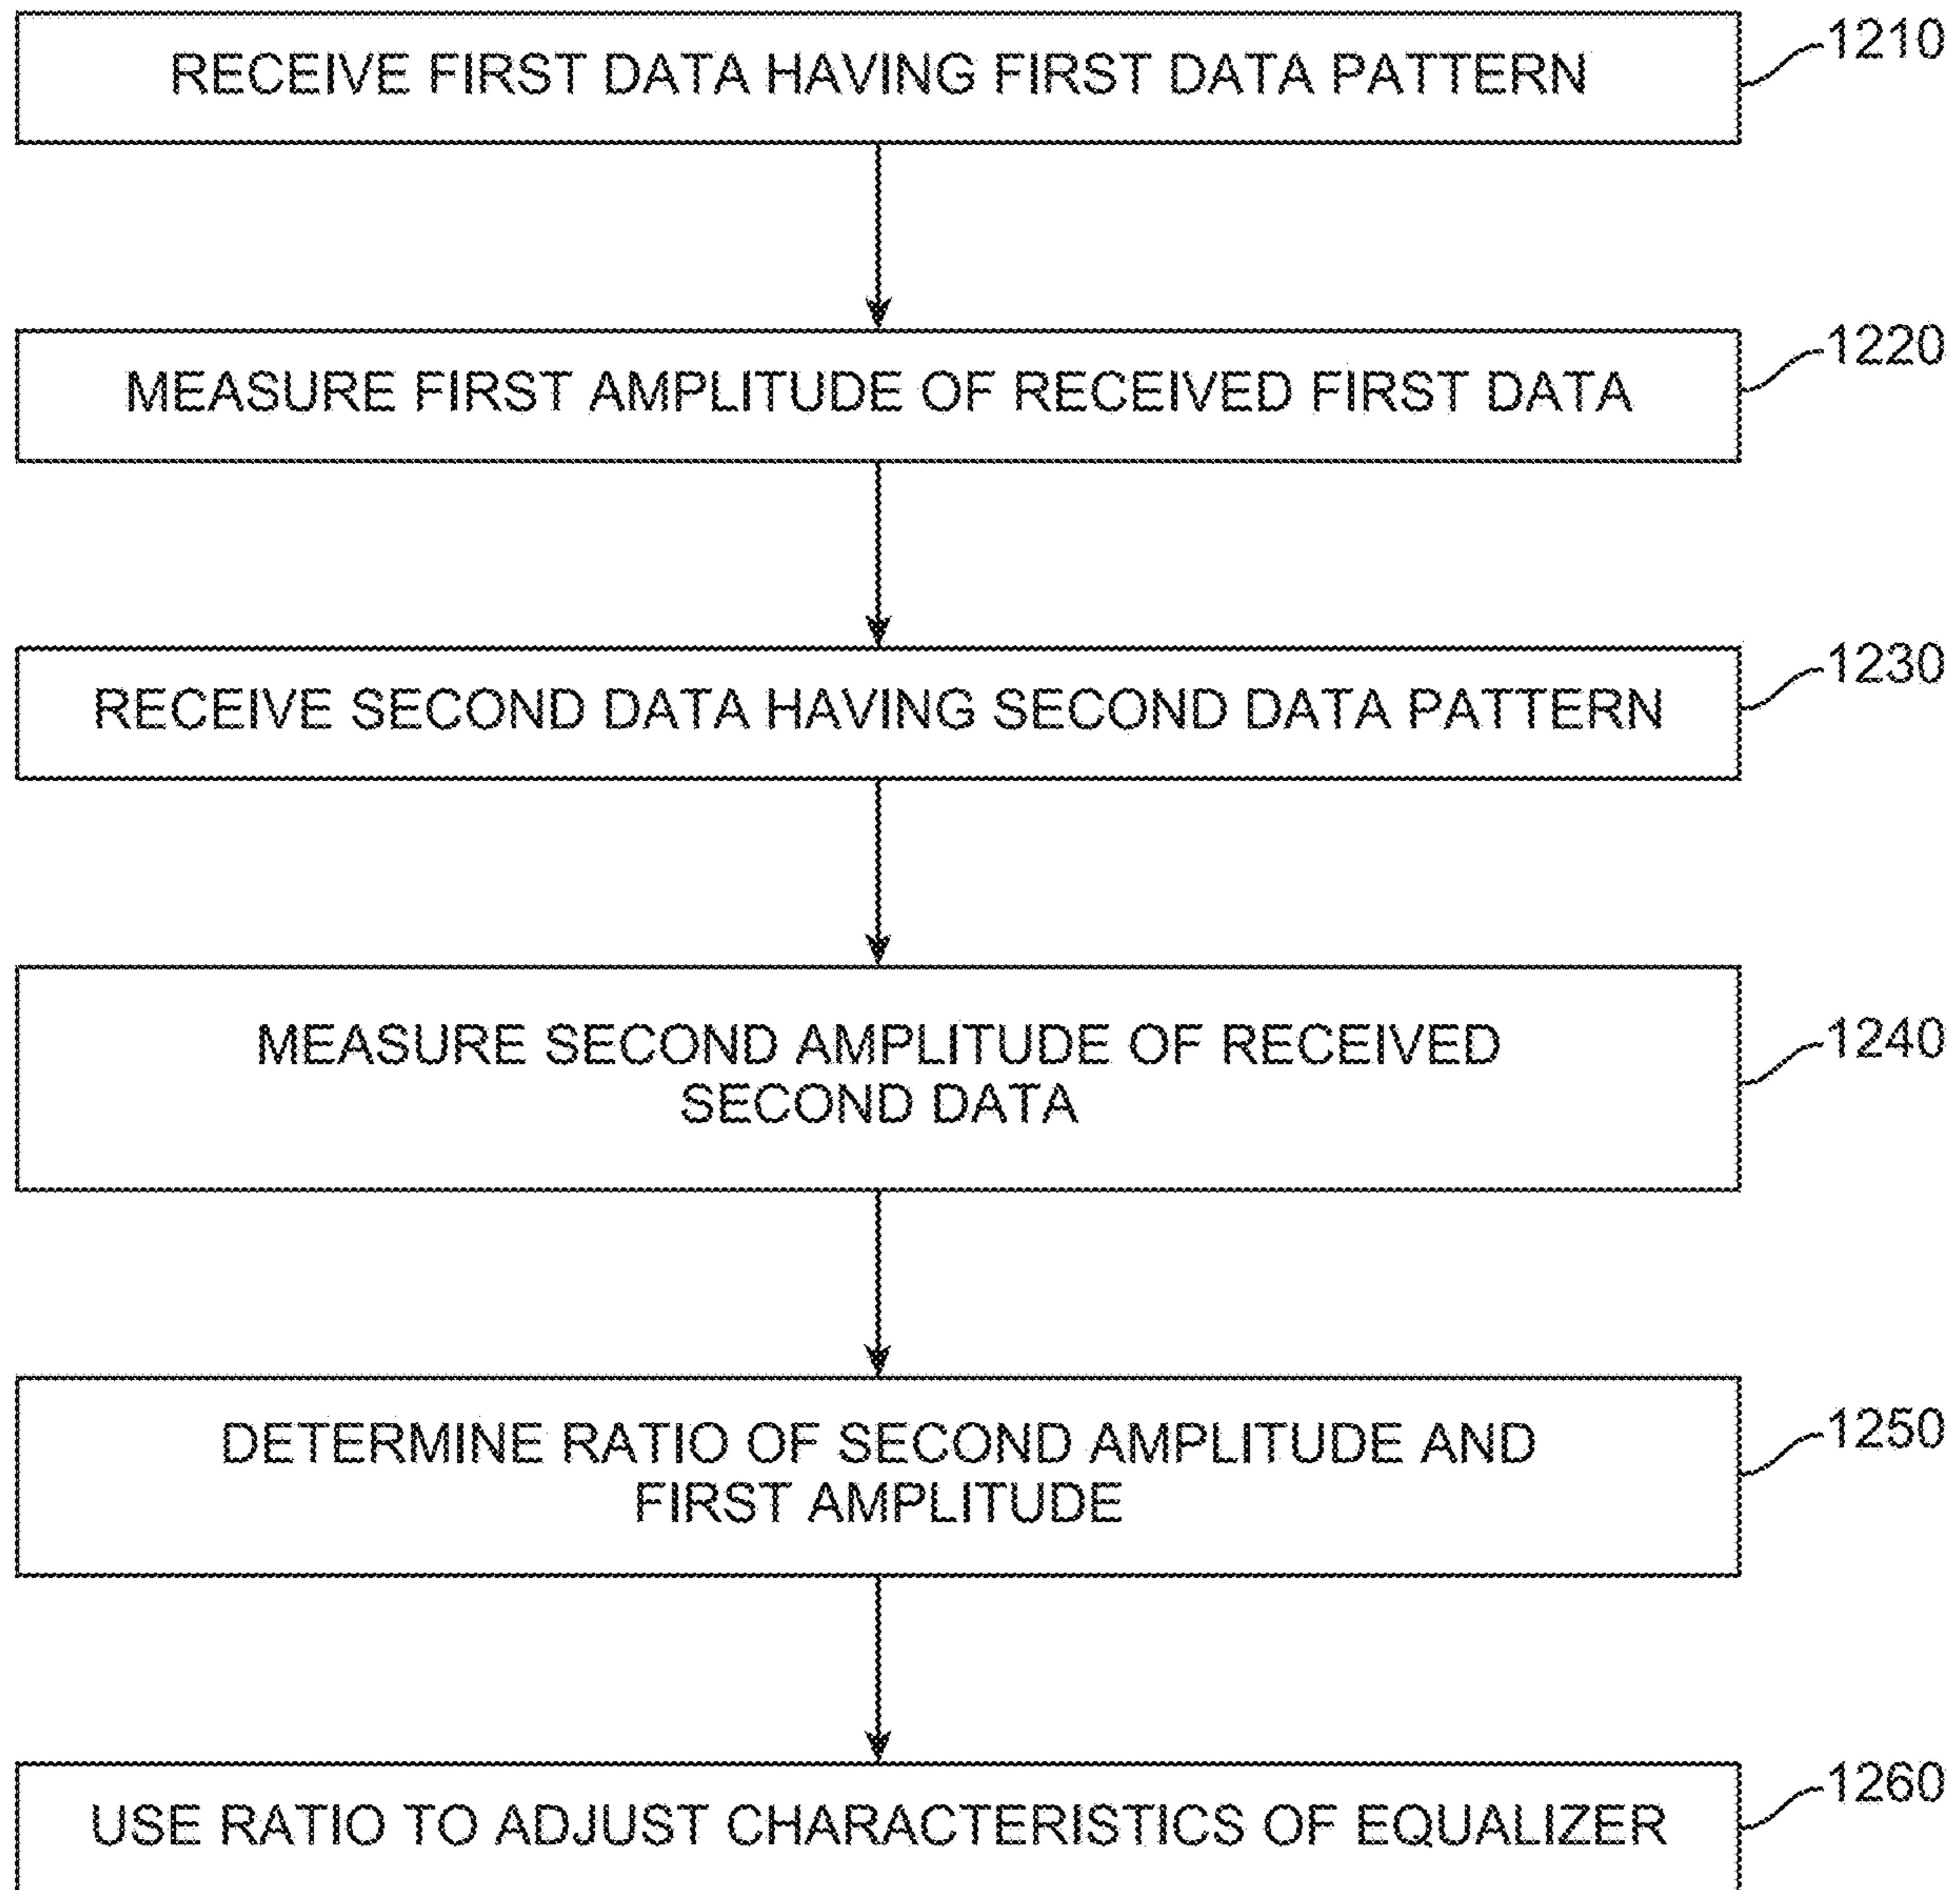 RECEIVE FIRST DATA HAVING FIRST DATA PATTERN
1210
MEASURE FIRST AMPLITUDE OF RECEIVED FIRST DATA
1220
RECEIVE SECOND DATA HAVING SECOND DATA PATTERN
1230
MEASURE SECOND AMPLITUDE OF RECEIVED
SECOND DATA
1240
DETERMINE RATIO OF SECOND AMPLITUDE AND
FIRST AMPLITUDE
1250
USE RATIO TO ADJUST CHARACTERISTICS OF EQUALIZER
1260